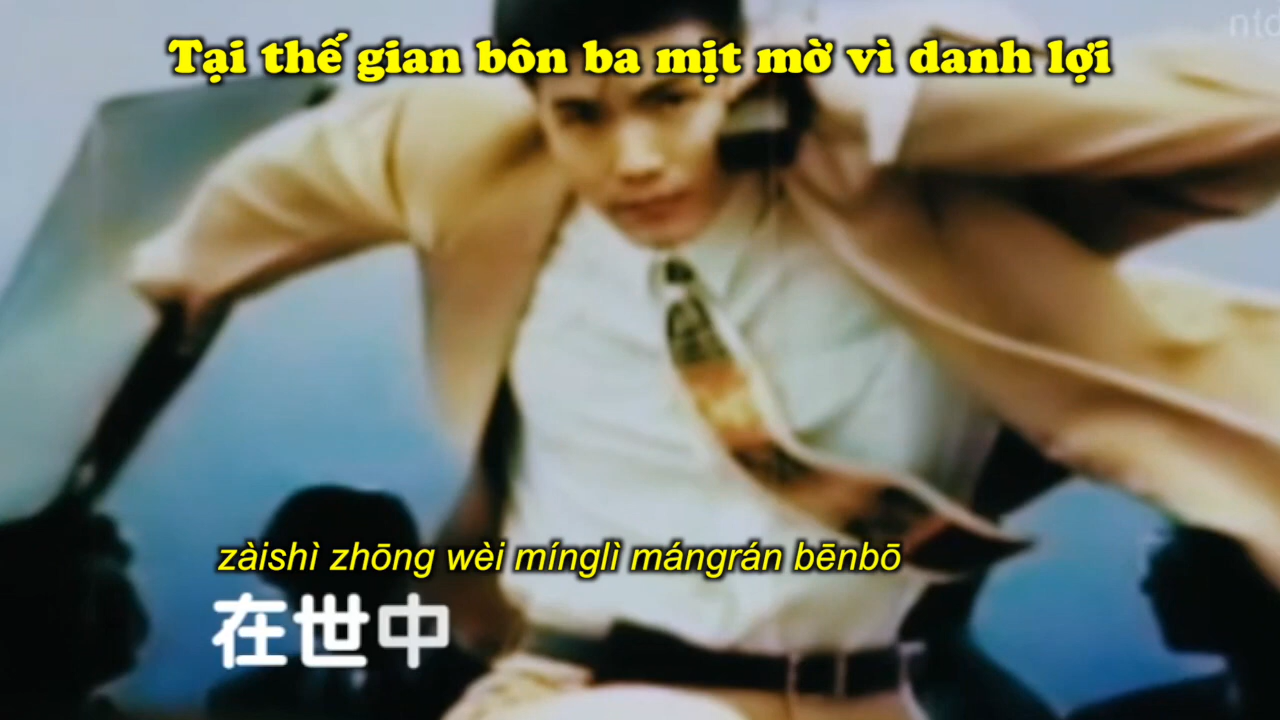 ntd
Tại thế gian bôn ba mịt mờ vì danh lợi
zàishì zhōng wèi mínglì mángrán bēnbō
在世中